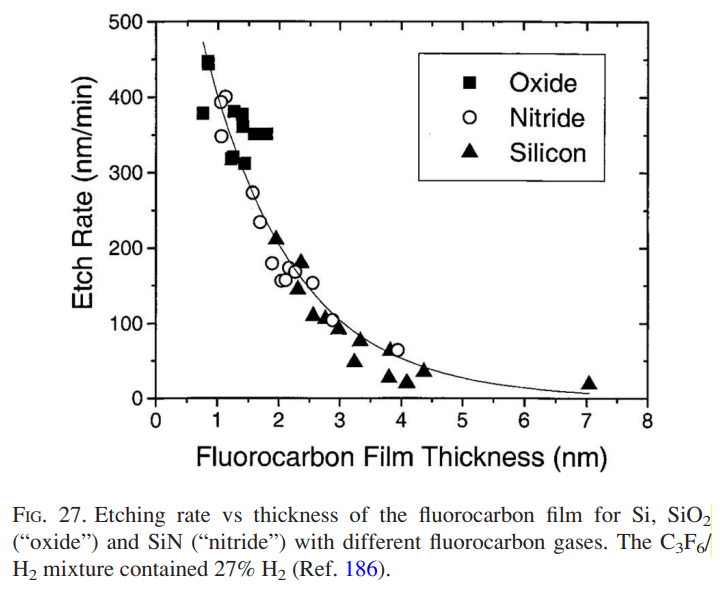 500
400
300
200
100
0
Etch Rate (nm/min)
Oxide
Nitride
Silicon
0 1 2 3 4 5 6 7 8
Fluorocarbon Film Thickness (nm)
FIG. 27. Etching rate vs thickness of the fluorocarbon film for Si, SiO2
(“oxide”) and SiN (“nitride”) with different fluorocarbon gases. The C3F6/
H2 mixture contained 27% H2 (Ref. 186).